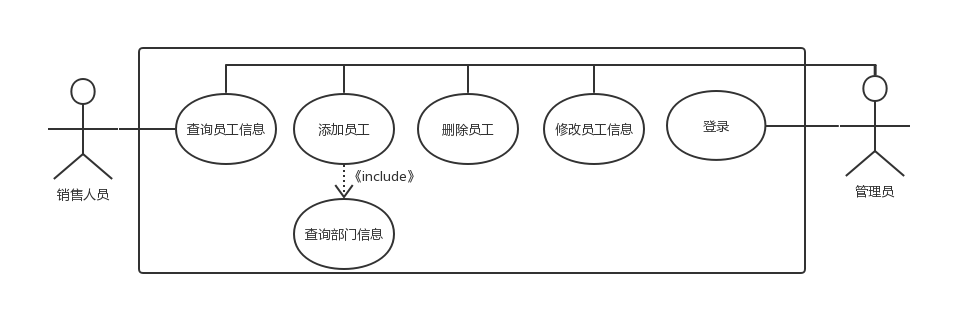 查询员工信息
添加员工
删除员工
修改员工信息
登录
《include》
销售人员
管理员
查询部门信息